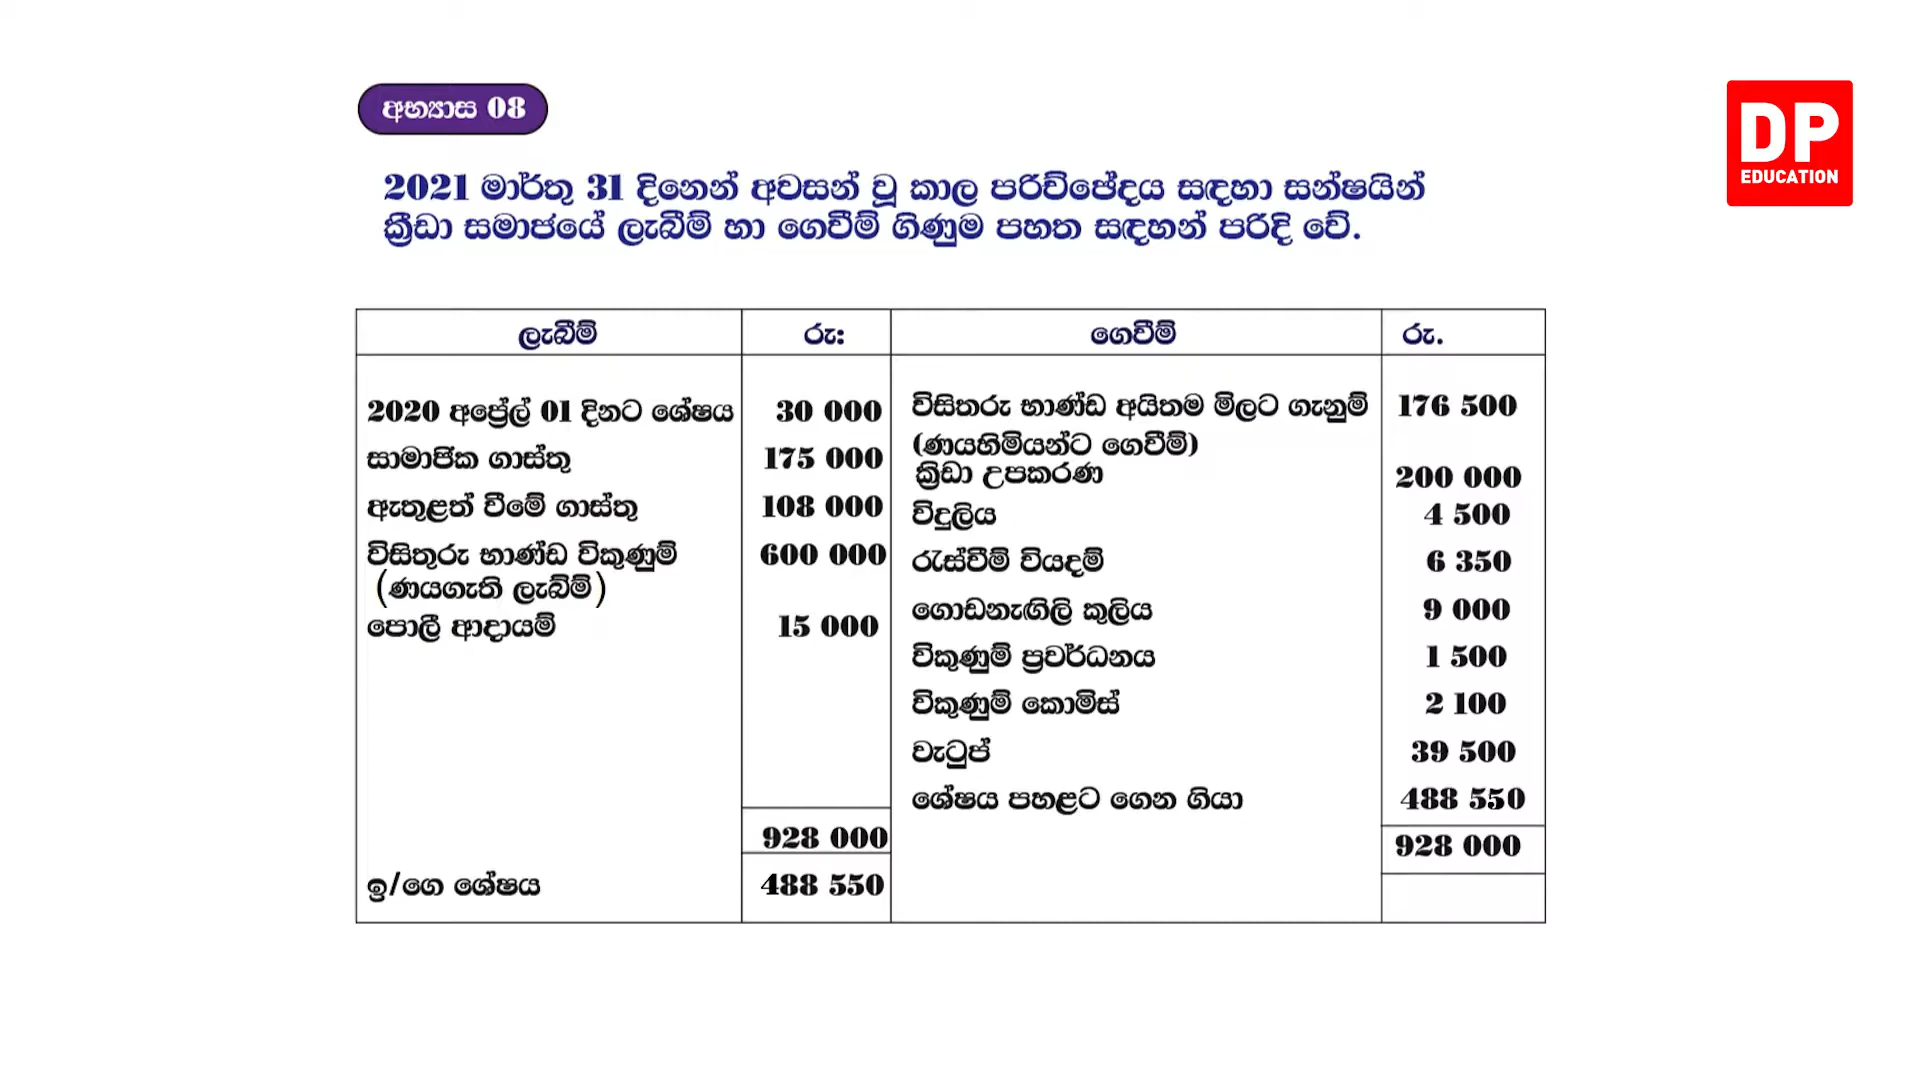 අභ්‍යාස 08
DP
EDUCATION
2021 මාර්තු 31 දිනෙන් අවසන් වූ කාල පරිච්ඡේදය සඳහා සන්ෂයින්
ක්‍රීඩා සමාජයේ ලැබීම් හා ගෙවීම් ගිණුම පහත සඳහන් පරිදි වේ.
ලැබීම් රු: ගෙවීම් රු.
2020 අප්‍රේල් 01 දිනට ශේෂය 30 000 විසිතරු භාණ්ඩ අයිතම මිලට ගැනුම් 176 500
(ණයහිමියන්ට ගෙවීම්)
සාමාජික ගාස්තු 175 000 ක්‍රිඩා උපකරණ 200 000
ඇතුළත් වීමේ ගාස්තු 108 000 විදුලිය 4 500
විසිතුරු භාණ්ඩ විකුණුම් 600 000 රැස්වීම් වියදම් 6 350
(ණයගැති ලැබ්ම්)
පොලී ආදායම් 15 000 ගොඩනැඟිලි කුලිය 9 000
විකුණුම් ප්‍රවර්ධනය 1 500
විකුණුම් කොමිස් 2 100
වැටුප් 39 500
ශේෂය පහළට ගෙන ගියා 488 550
928 000 928 000
ඉ/ගෙ ශේෂය 488 550